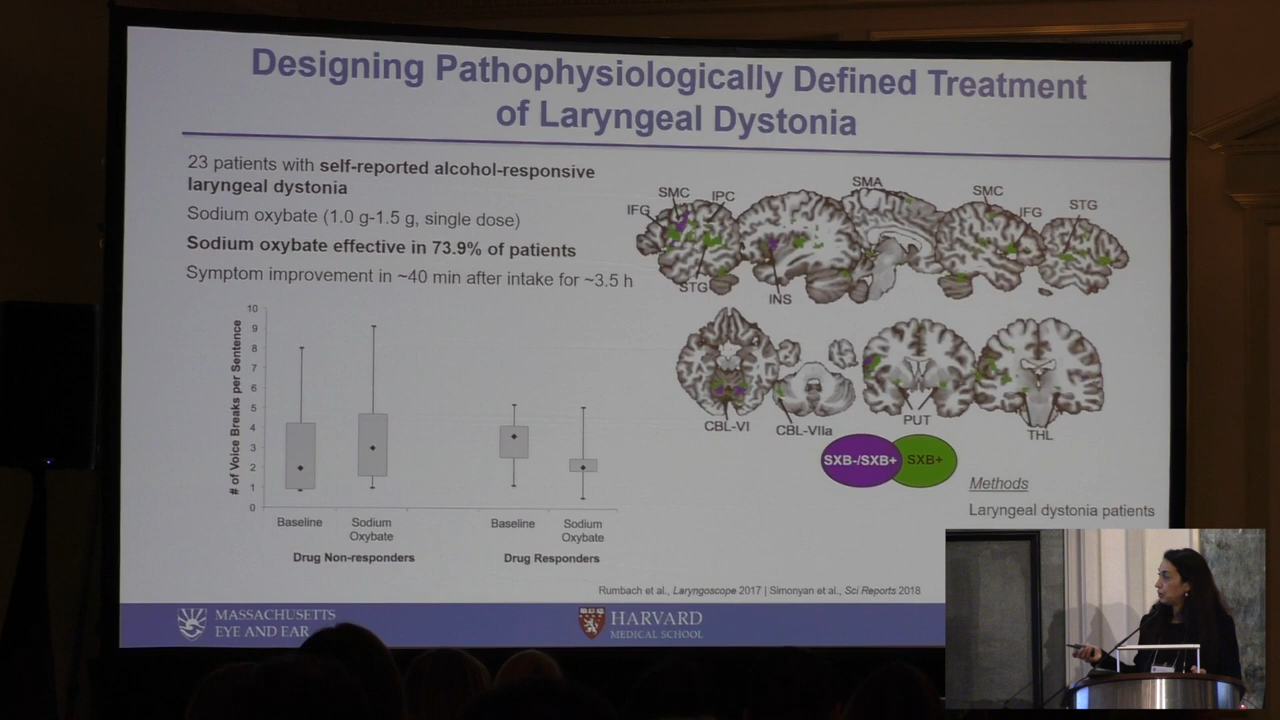 Designing Pathophysiologically Defined Treatment
of Laryngeal Dystonia
23 patients with self-reported alcohol-responsive
laryngeal dystonia
Sodium oxybate (1.0 g-1.5 g, single dose)
Sodium oxybate effective in 73.9% of patients
Symptom improvement in ~40 min after intake for ~3.5 h
# of Voice Breaks per Sentence
10
9
8
7
6
5
4
3
2
1
0
Baseline
Sodium
Oxybate
Baseline
Sodium
Oxybate
Drug Non-responders
Drug Responders
IFG
SMC
IPC
SMA
SMC
IFG
STG
STG
INS
CBL-VI
CBL-VIIa
PUT
THL
SXB-/SXB+
SXB+
Methods
Laryngeal dystonia patients
Rumbach et al., Laryngoscope 2017 | Simonyan et al., Sci Reports 2018
MASSACHUSETTS
EYE AND EAR
HARVARD
MEDICAL SCHOOL